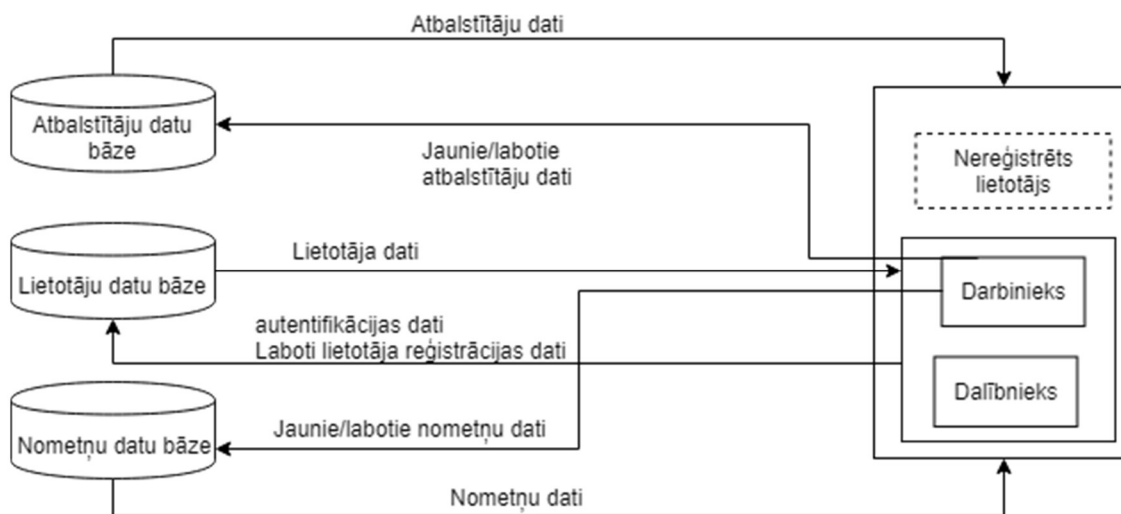 Atbalstītāju dati
Atbalstītāju datu
bāze
Jaunie/labotie
atbalstītāju dati
Nereģistrēts
lietotājs
Lietotāja dati
Lietotāju datu bāze
Darbinieks
autentifikācijas dati
Laboti lietotāja reģistrācijas dati
Dalībnieks
Jaunie/labotie nometņu dati
Nometņu datu bāze
Nometņu dati